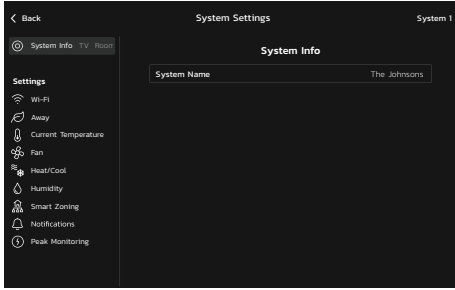 Back
System Settings
System 1
System Info TV Room
System Info
System Name
The Johnsons
Settings
Wi-Fi
Away
Current Temperature
Fan
Heat/Cool
Humidity
Smart Zoning
Notifications
Peak Monitoring